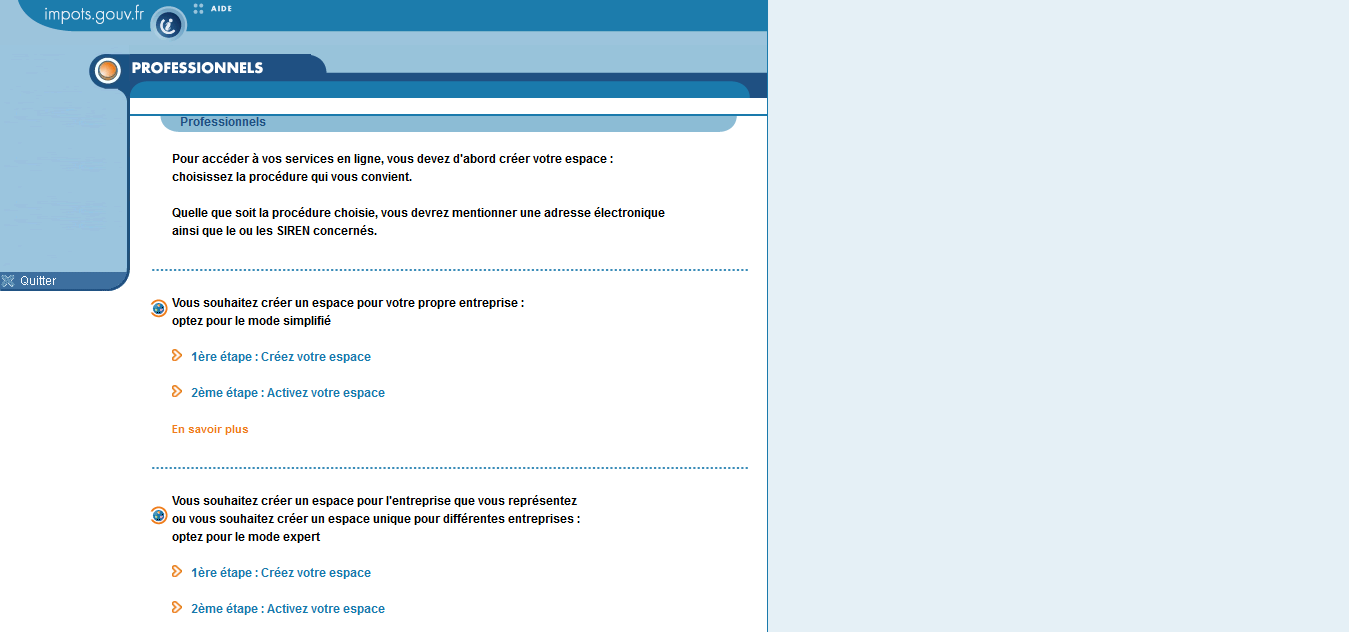 impots.gouv.fr
AIDE
PROFESSIONNELS
Professionnels
Pour accéder à vos services en ligne, vous devez d'abord créer votre espace :
choisissez la procédure qui vous convient.
Quelle que soit la procédure choisie, vous devrez mentionner une adresse électronique
ainsi que le ou les SIREN concernés.
Quitter
Vous souhaitez créer un espace pour votre propre entreprise :
optez pour le mode simplifié
1ère étape : Créez votre espace
2ème étape : Activez votre espace
En savoir plus
Vous souhaitez créer un espace pour l'entreprise que vous représentez
ou vous souhaitez créer un espace unique pour différentes entreprises :
optez pour le mode expert
1ère étape : Créez votre espace
2ème étape : Activez votre espace